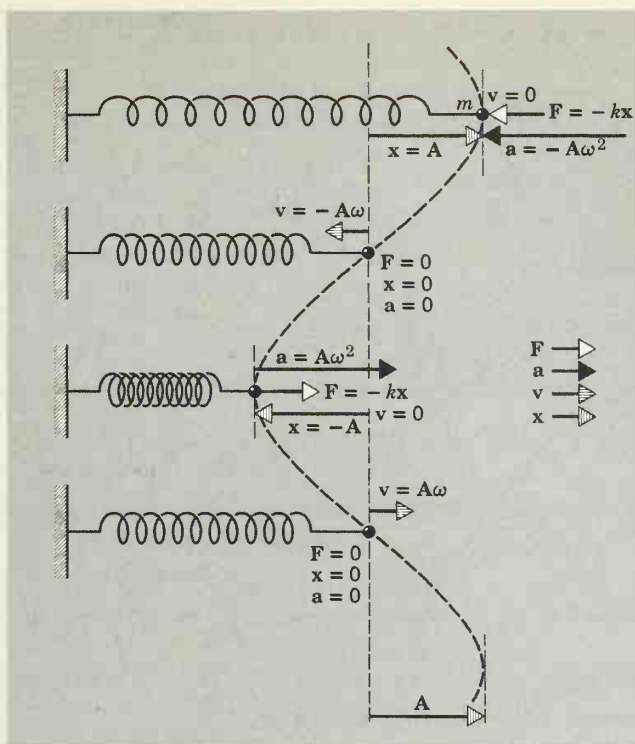 v = 0
m
F = −kx
x = A
a = −Aω²
v = −Aω
F = 0
x = 0
a = 0
a = Aω²
F = −kx
x = −A
v = 0
F
a
v
x
v = Aω
F = 0
x = 0
a = 0
A